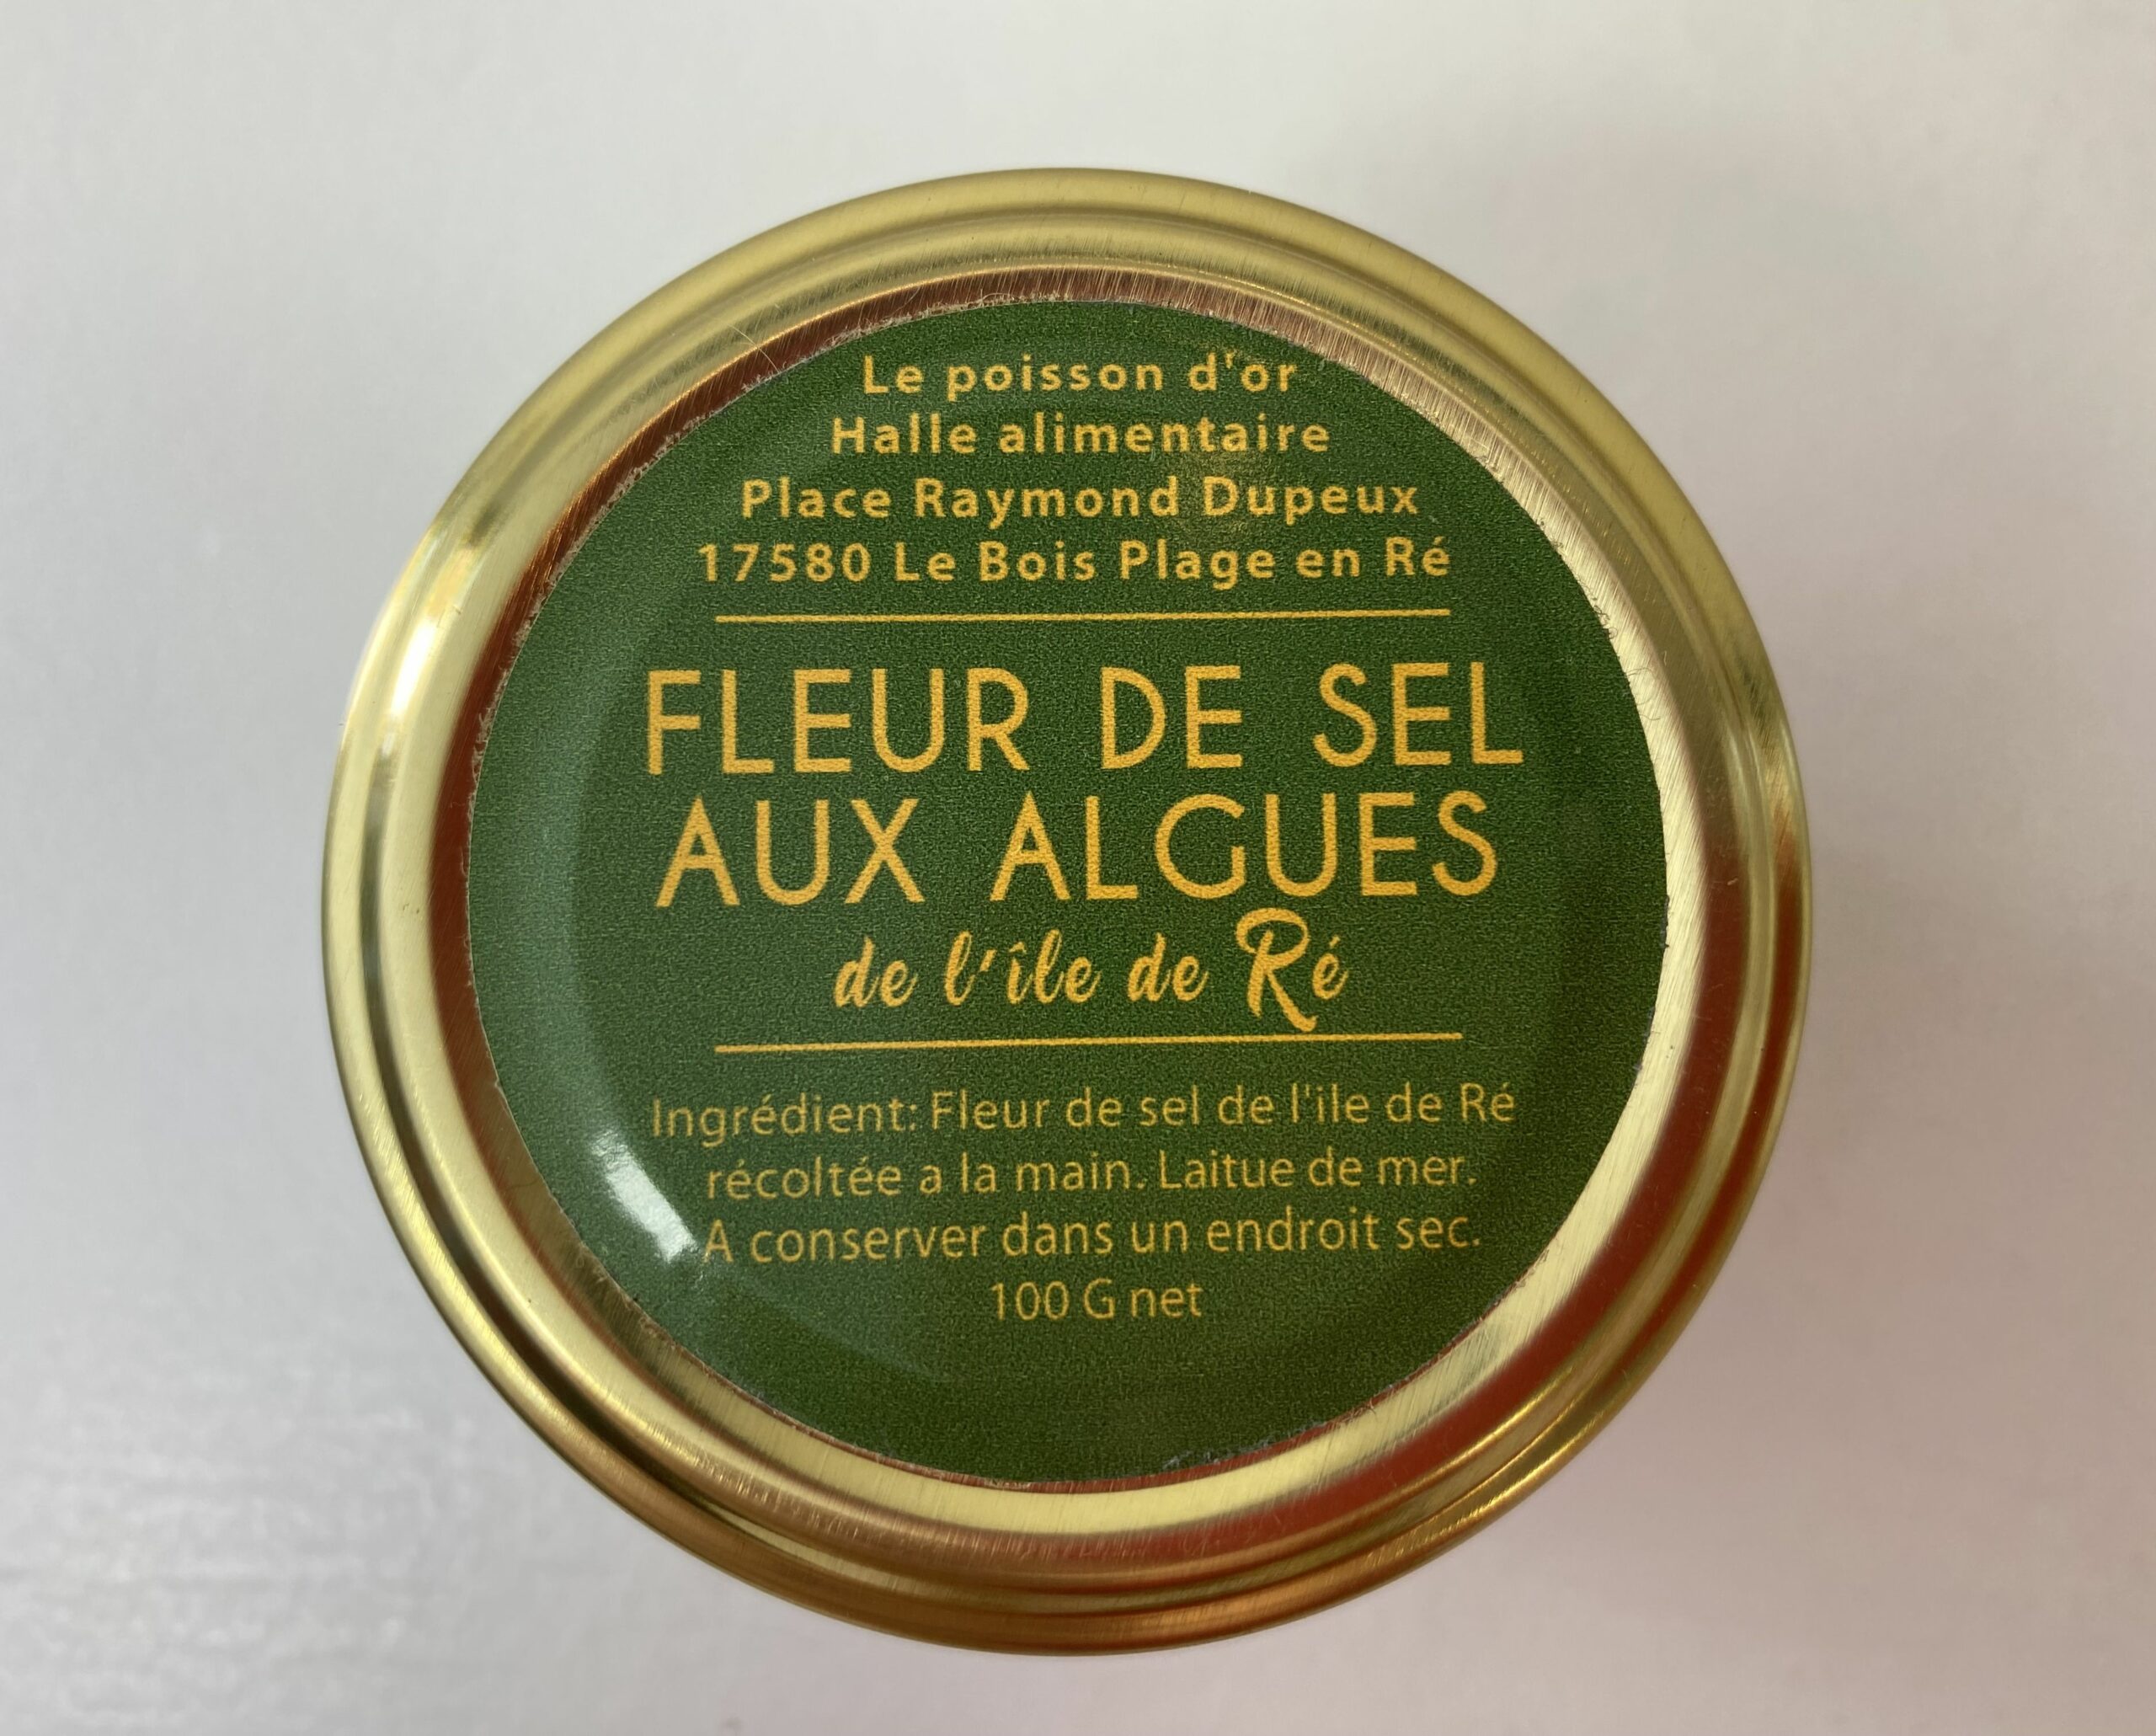 Le poisson d'or
Halle alimentaire
Place Raymond Dupeux
17580 Le Bois Plage en Ré
FLEUR DE SEL
AUX ALGUES
de l'île de Ré
Ingrédient: Fleur de sel de l'ile de Ré
récoltée a la main. Laitue de mer.
A conserver dans un endroit sec.
100 G net